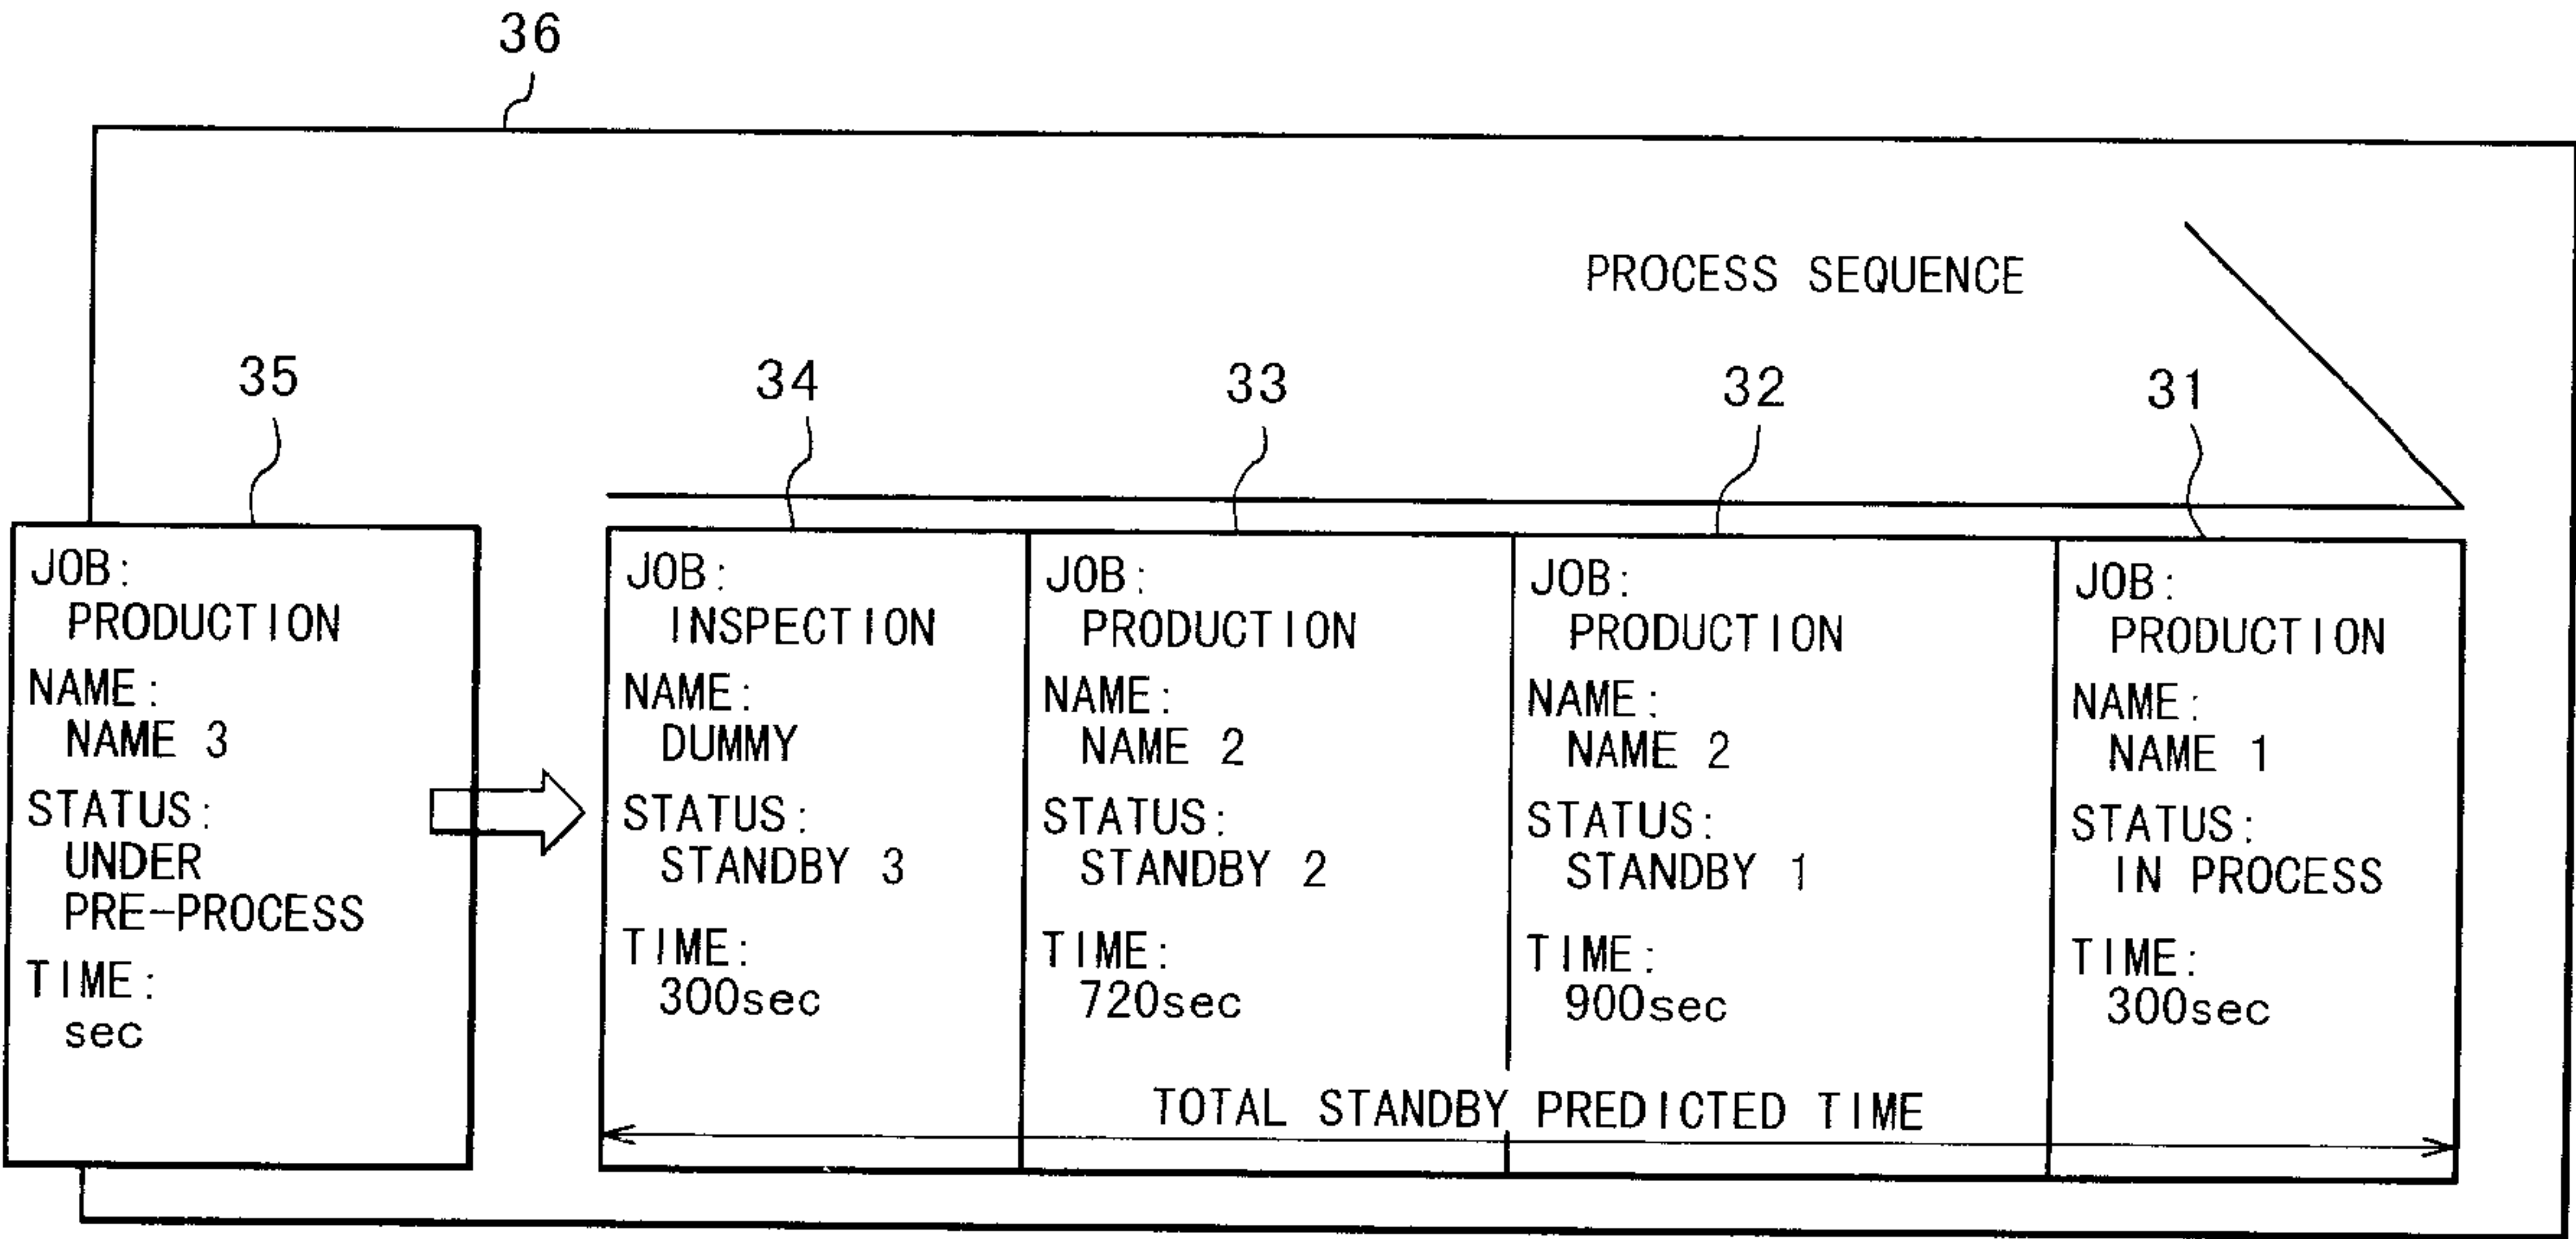 36
PROCESS SEQUENCE
35
34
33
32
31
JOB:
PRODUCTION
NAME:
NAME 3
STATUS:
UNDER
PRE-PROCESS
TIME:
sec
JOB:
INSPECTION
NAME:
DUMMY
STATUS:
STANDBY 3
TIME:
300sec
JOB:
PRODUCTION
NAME:
NAME 2
STATUS:
STANDBY 2
TIME:
720sec
JOB:
PRODUCTION
NAME:
NAME 2
STATUS:
STANDBY 1
TIME:
900sec
JOB:
PRODUCTION
NAME:
NAME 1
STATUS:
IN PROCESS
TIME:
300sec
TOTAL STANDBY PREDICTED TIME